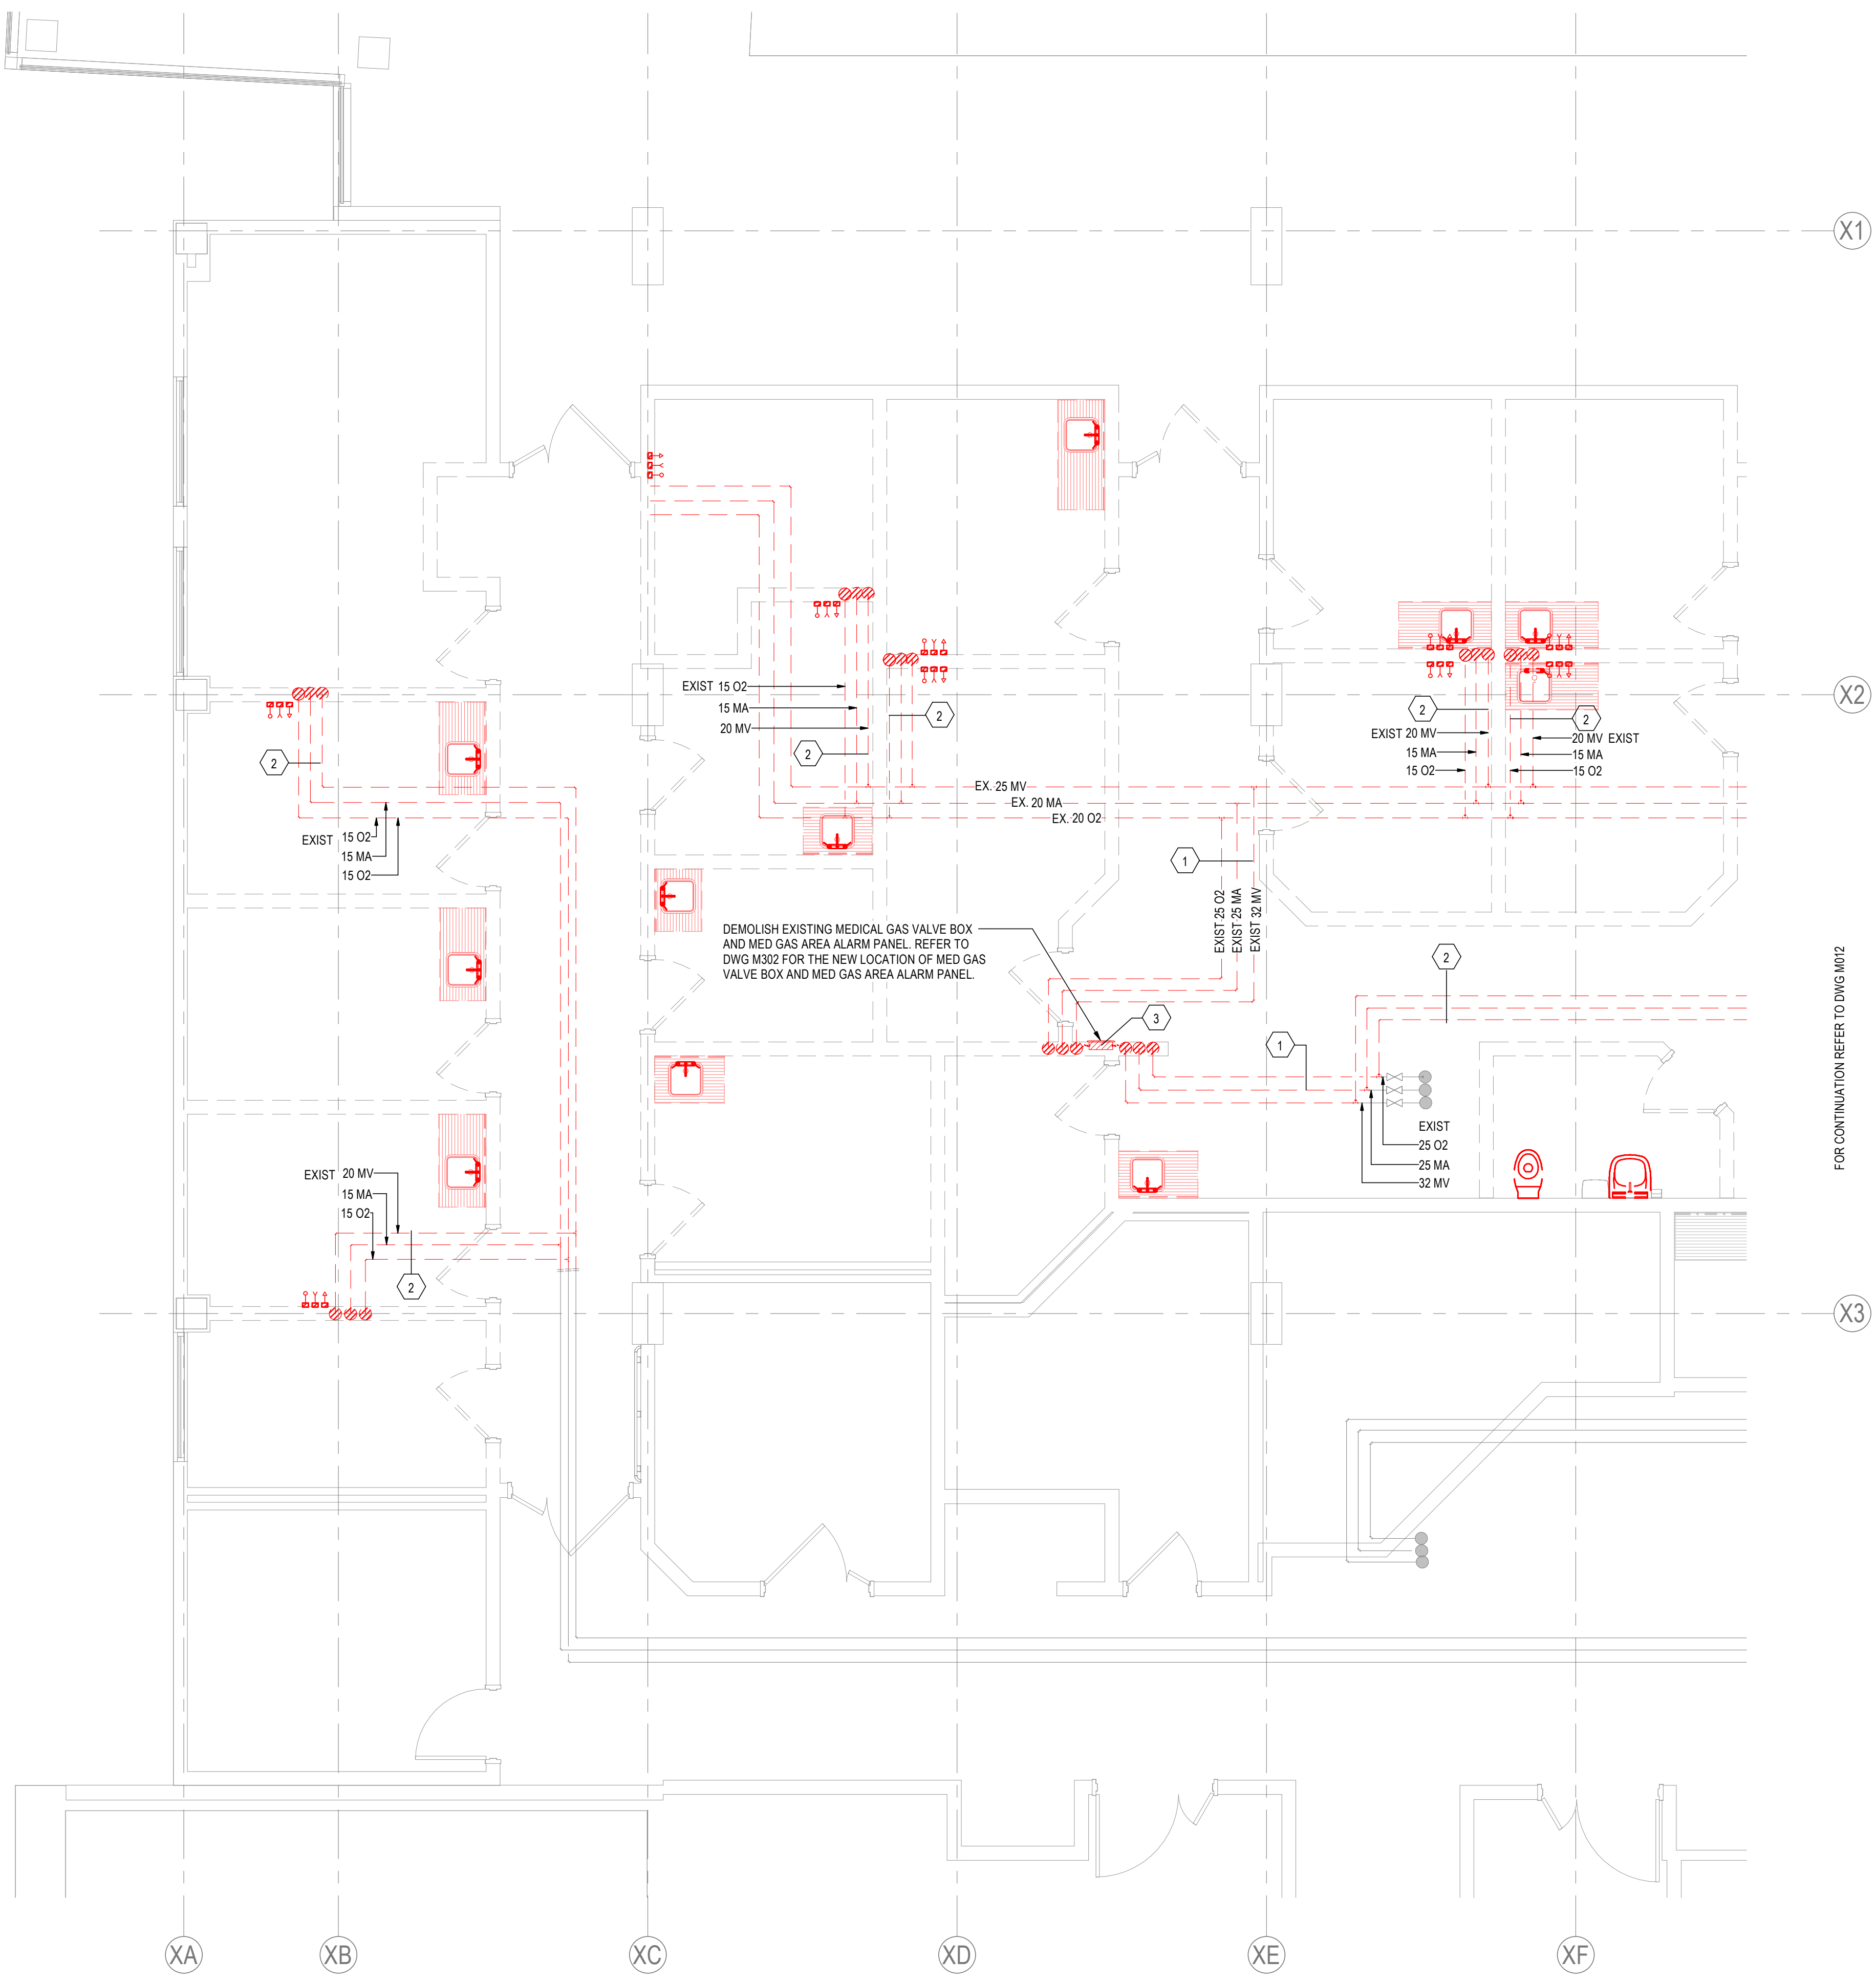 X1
EXIST 15 O2
15 MA
20 MV
2
2
2
2
2
EXIST 20 MV
15 MA
15 O2
20 MV EXIST
15 MA
15 O2
X2
EX. 25 MV
EX. 20 MA
EX. 20 O2
EXIST 15 O2
15 MA
15 O2
1
EXIST 25 O2
EXIST 25 MA
EXIST 32 MV
DEMOLISH EXISTING MEDICAL GAS VALVE BOX
AND MED GAS AREA ALARM PANEL. REFER TO
DWG M302 FOR THE NEW LOCATION OF MED GAS
VALVE BOX AND MED GAS AREA ALARM PANEL.
2
3
1
EXIST
25 O2
25 MA
32 MV
FOR CONTINUATION REFER TO DWG M012
EXIST 20 MV
15 MA
15 O2
2
X3
XA
XB
XC
XD
XE
XF